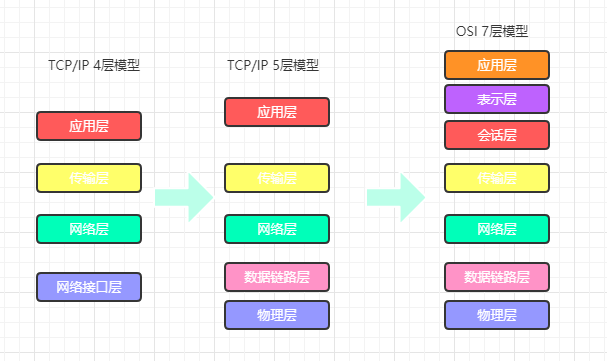 TCP/IP 4层模型
应用层
传输层
网络层
网络接口层
TCP/IP 5层模型
应用层
传输层
网络层
数据链路层
物理层
OSI 7层模型
应用层
表示层
会话层
传输层
网络层
数据链路层
物理层